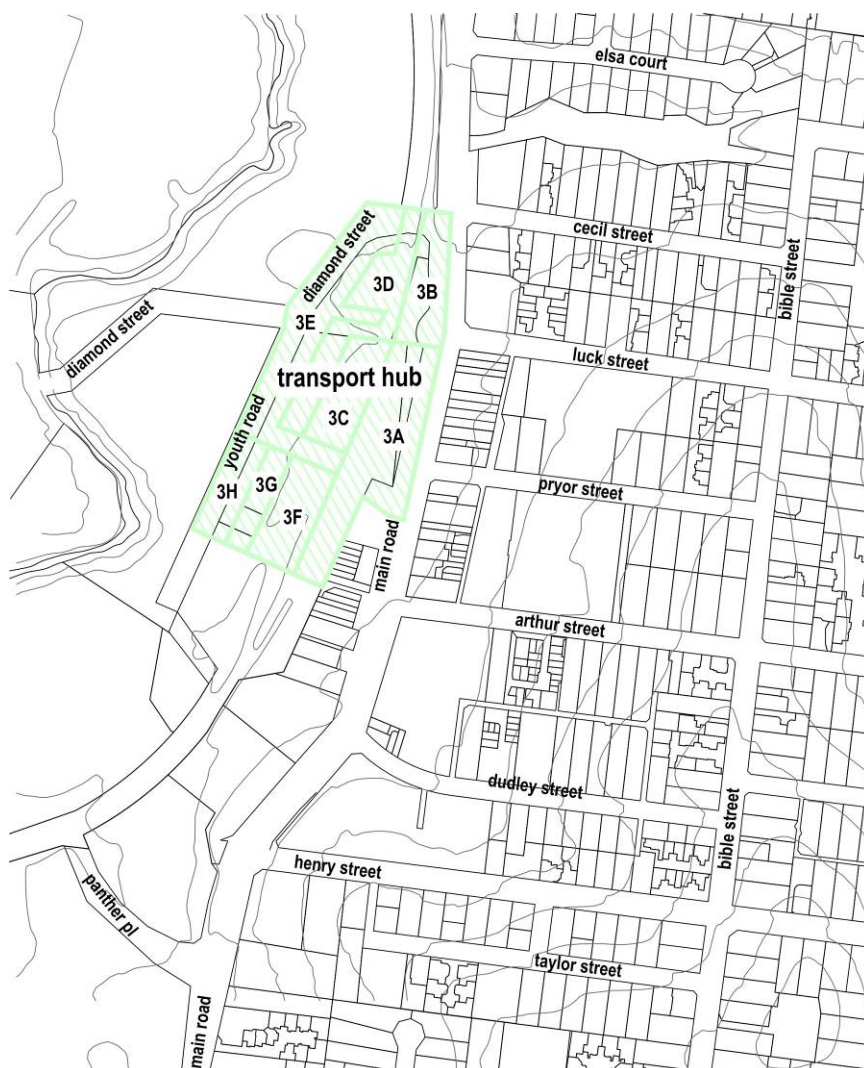 elsa court
cecil street
diamond street
bible street
3D
3B
3E
diamond street
luck street
transport hub
3C
3A
youth road
3G
3H
3F
pryor street
main road
arthur street
dudley street
bible street
henry street
panther pl
taylor street
main road